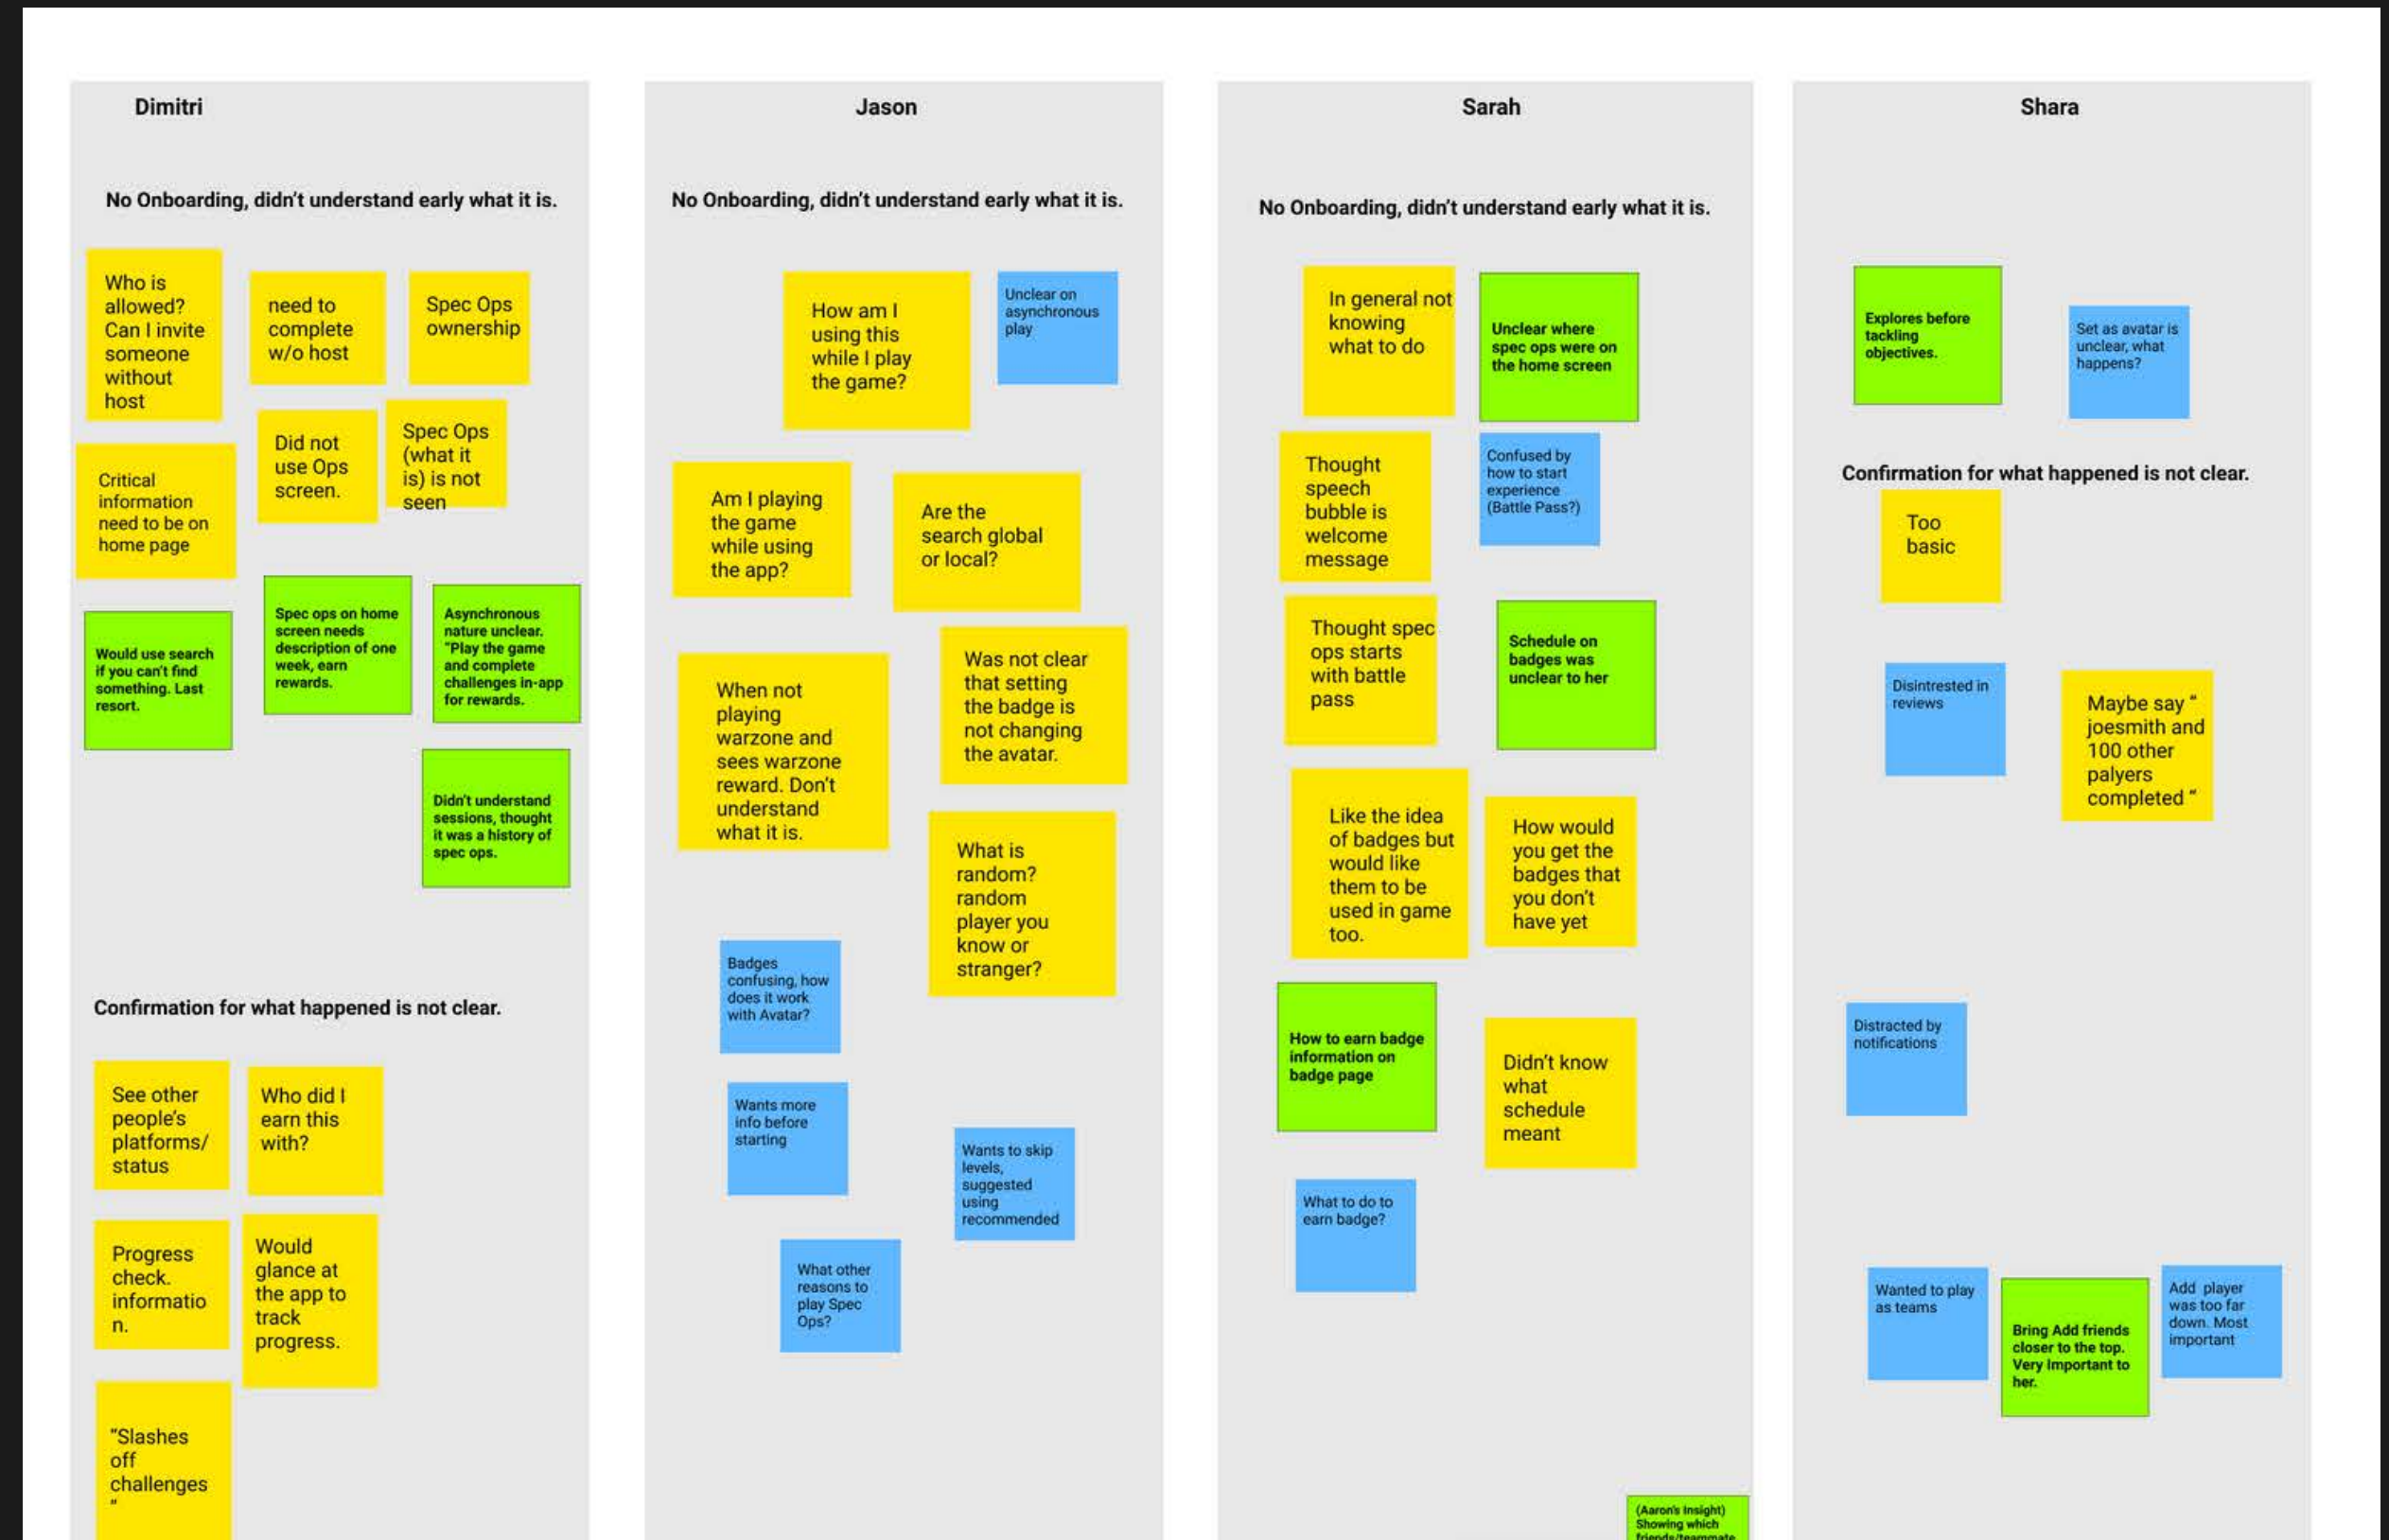 Dimitri
No Onboarding, didn't understand early what it is.
Who is
allowed?
Can I invite
someone
without
host
need to
complete
w/o host
Spec Ops
ownership
Critical
information
need to be on
home page
Did not
use Ops
screen.
Spec Ops
(what it
is) is not
seen
Would use search
if you can't find
something. Last
resort.
Spec ops on home
screen needs
description of one
week, earn
rewards.
Asynchronous
nature unclear.
"Play the game
and complete
challenges in-app
for rewards.
Didn't understand
sessions, thought
it was a history of
spec ops.
Confirmation for what happened is not clear.
See other
people's
platforms/
status
Who did I
earn this
with?
Progress
check.
informatio
n.
Would
glance at
the app to
track
progress.
"Slashes
off
challenges
"
Jason
No Onboarding, didn't understand early what it is.
How am I
using this
while I play
the game?
Unclear on
asynchronous
play
Am I playing
the game
while using
the app?
Are the
search global
or local?
When not
playing
warzone and
sees warzone
reward. Don't
understand
what it is.
Was not clear
that setting
the badge is
not changing
the avatar.
What is
random?
random
player you
know or
stranger?
Badges
confusing, how
does it work
with Avatar?
Wants more
info before
starting
Wants to skip
levels,
suggested
using
recommended
What other
reasons to
play Spec
Ops?
Sarah
No Onboarding, didn't understand early what it is.
In general not
knowing
what to do
Unclear where
spec ops were on
the home screen
Thought
speech
bubble is
welcome
message
Confused by
how to start
experience
(Battle Pass?)
Thought spec
ops starts
with battle
pass
Schedule on
badges was
unclear to her
Like the idea
of badges but
would like
them to be
used in game
too.
How would
you get the
badges that
you don't
have yet
How to earn badge
information on
badge page
Didn't know
what
schedule
meant
What to do to
earn badge?
(Aaron's Insight)
Showing which
friends/teammate
Shara
Explores before
tackling
objectives.
Set as avatar is
unclear, what
happens?
Confirmation for what happened is not clear.
Too
basic
Disintrested in
reviews
Maybe say "
joesmith and
100 other
palyers
completed "
Distracted by
notifications
Wanted to play
as teams
Bring Add friends
closer to the top.
Very important to
her.
Add player
was too far
down. Most
important